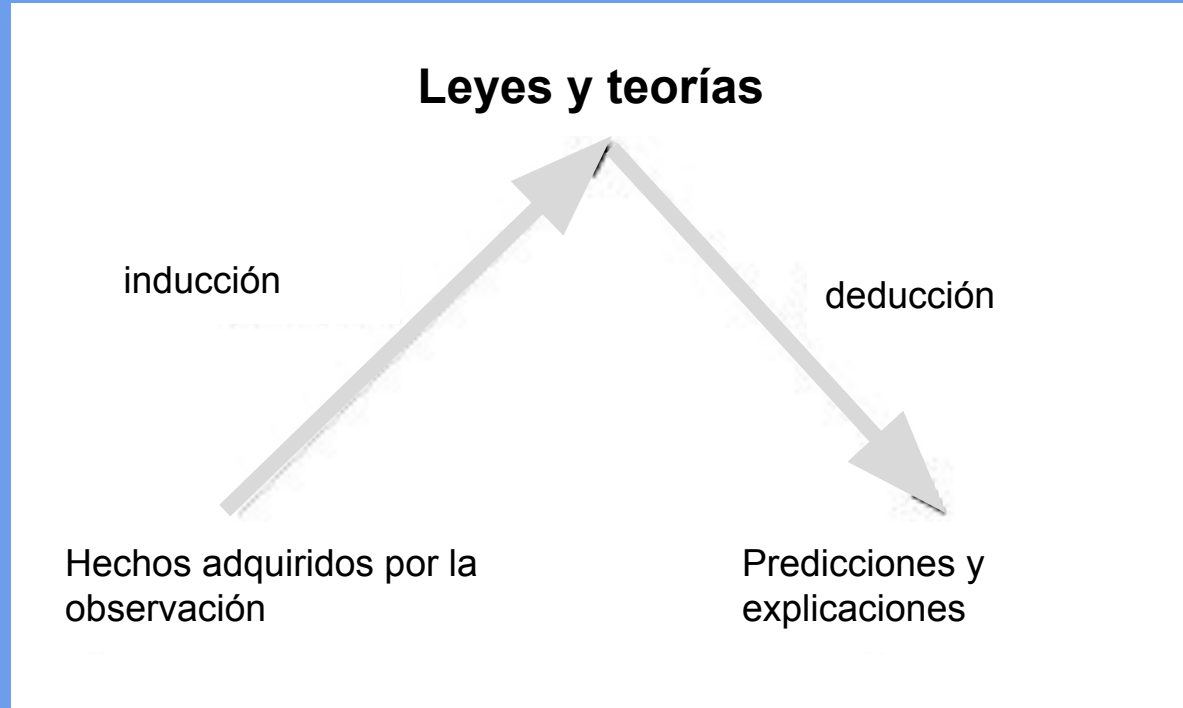 Leyes y teorías
inducción
deducción
Hechos adquiridos por la
observación
Predicciones y
explicaciones